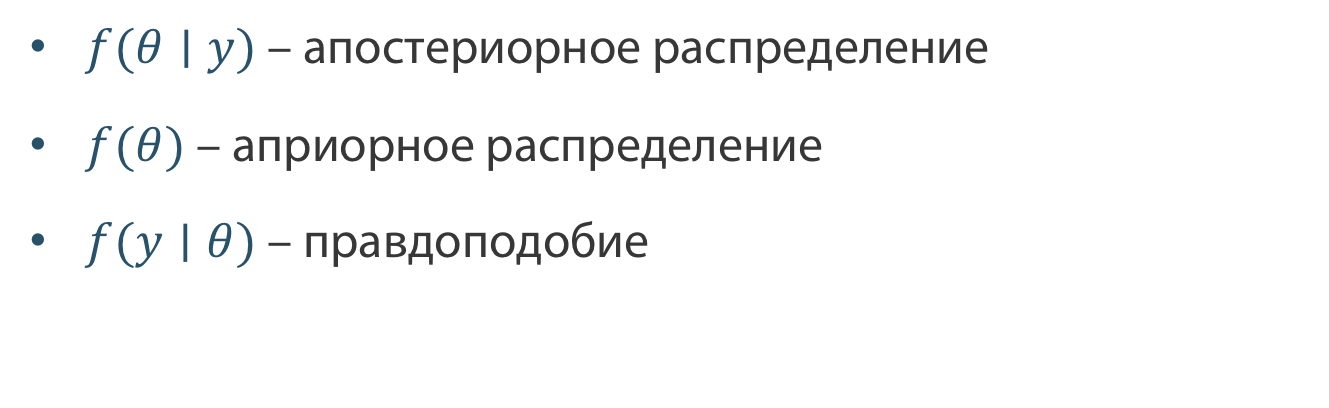 • f(θ | y) – апостериорное распределение
• f(θ) – априорное распределение
• f(y | θ) – правдоподобие